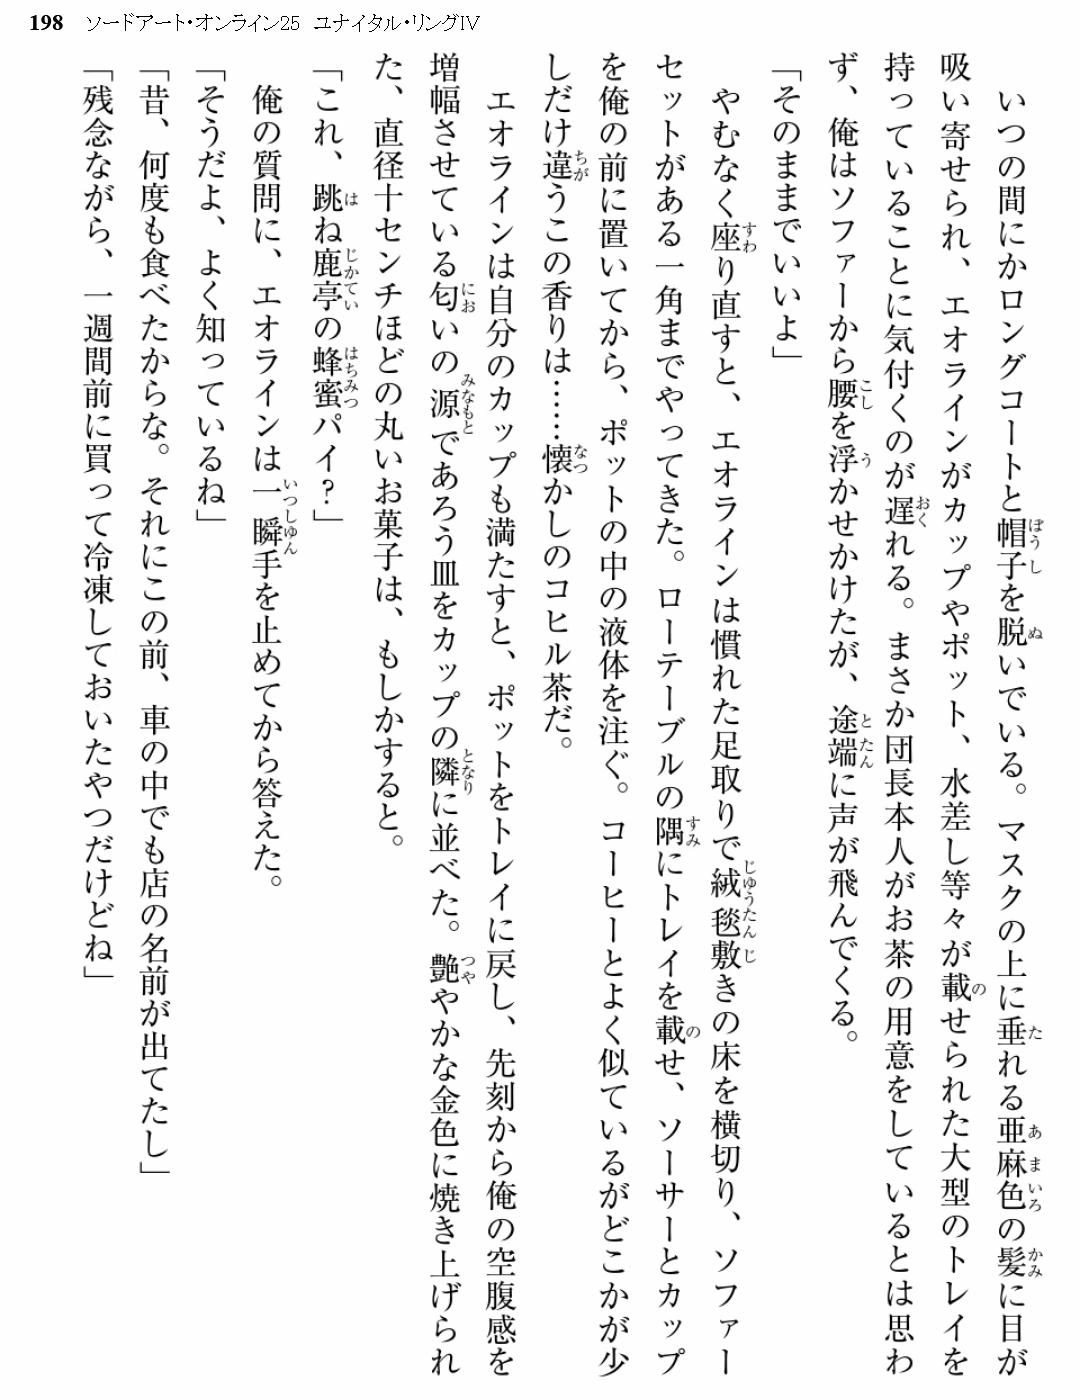 198 ソードアート・オンライン25 ユナイタル・リングIV
いつの間にかロングコートと帽子を脱いでいる。マスクの上に垂れる亜麻色の髪に目が
吸い寄せられ、エオラインがカップやポット、水差し等々が載せられた大型のトレイを
持っていることに気付くのが遅れる。まさか団長本人がお茶の用意をしているとは思わ
ず、俺はソファーから腰を浮かせかけたが、途端に声が飛んでくる。
「そのままでいいよ」
やむなく座り直すと、エオラインは慣れた足取りで絨毯敷きの床を横切り、ソファー
セットがある一角までやってきた。ローテーブルの隅にトレイを載せ、ソーサーとカップ
を俺の前に置いてから、ポットの中の液体を注ぐ。コーヒーとよく似ているがどこかが少
しだけ違うこの香りは……懐かしのコヒル茶だ。
エオラインは自分のカップも満たすと、ポットをトレイに戻し、先刻から俺の空腹感を
増幅させている匂いの源であろう皿をカップの隣に並べた。艶やかな金色に焼き上げられ
た、直径十センチほどの丸いお菓子は、もしかすると。
「これ、跳ね鹿亭の蜂蜜パイ?」
俺の質問に、エオラインは一瞬手を止めてから答えた。
「そうだよ、よく知っているね」
「昔、何度も食べたからな。それにこの前、車の中でも店の名前が出てたし」
「残念ながら、一週間前に買って冷凍しておいたやつだけどね」